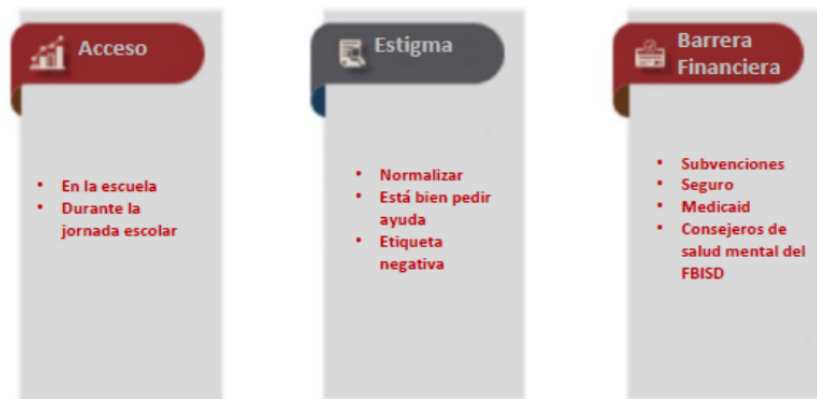 Acceso
• En la escuela
• Durante la
jornada escolar
Estigma
• Normalizar
• Está bien pedir
ayuda
• Etiqueta
negativa
Barrera
Financiera
• Subvenciones
• Seguro
• Medicaid
• Consejeros de
salud mental del
FBISD